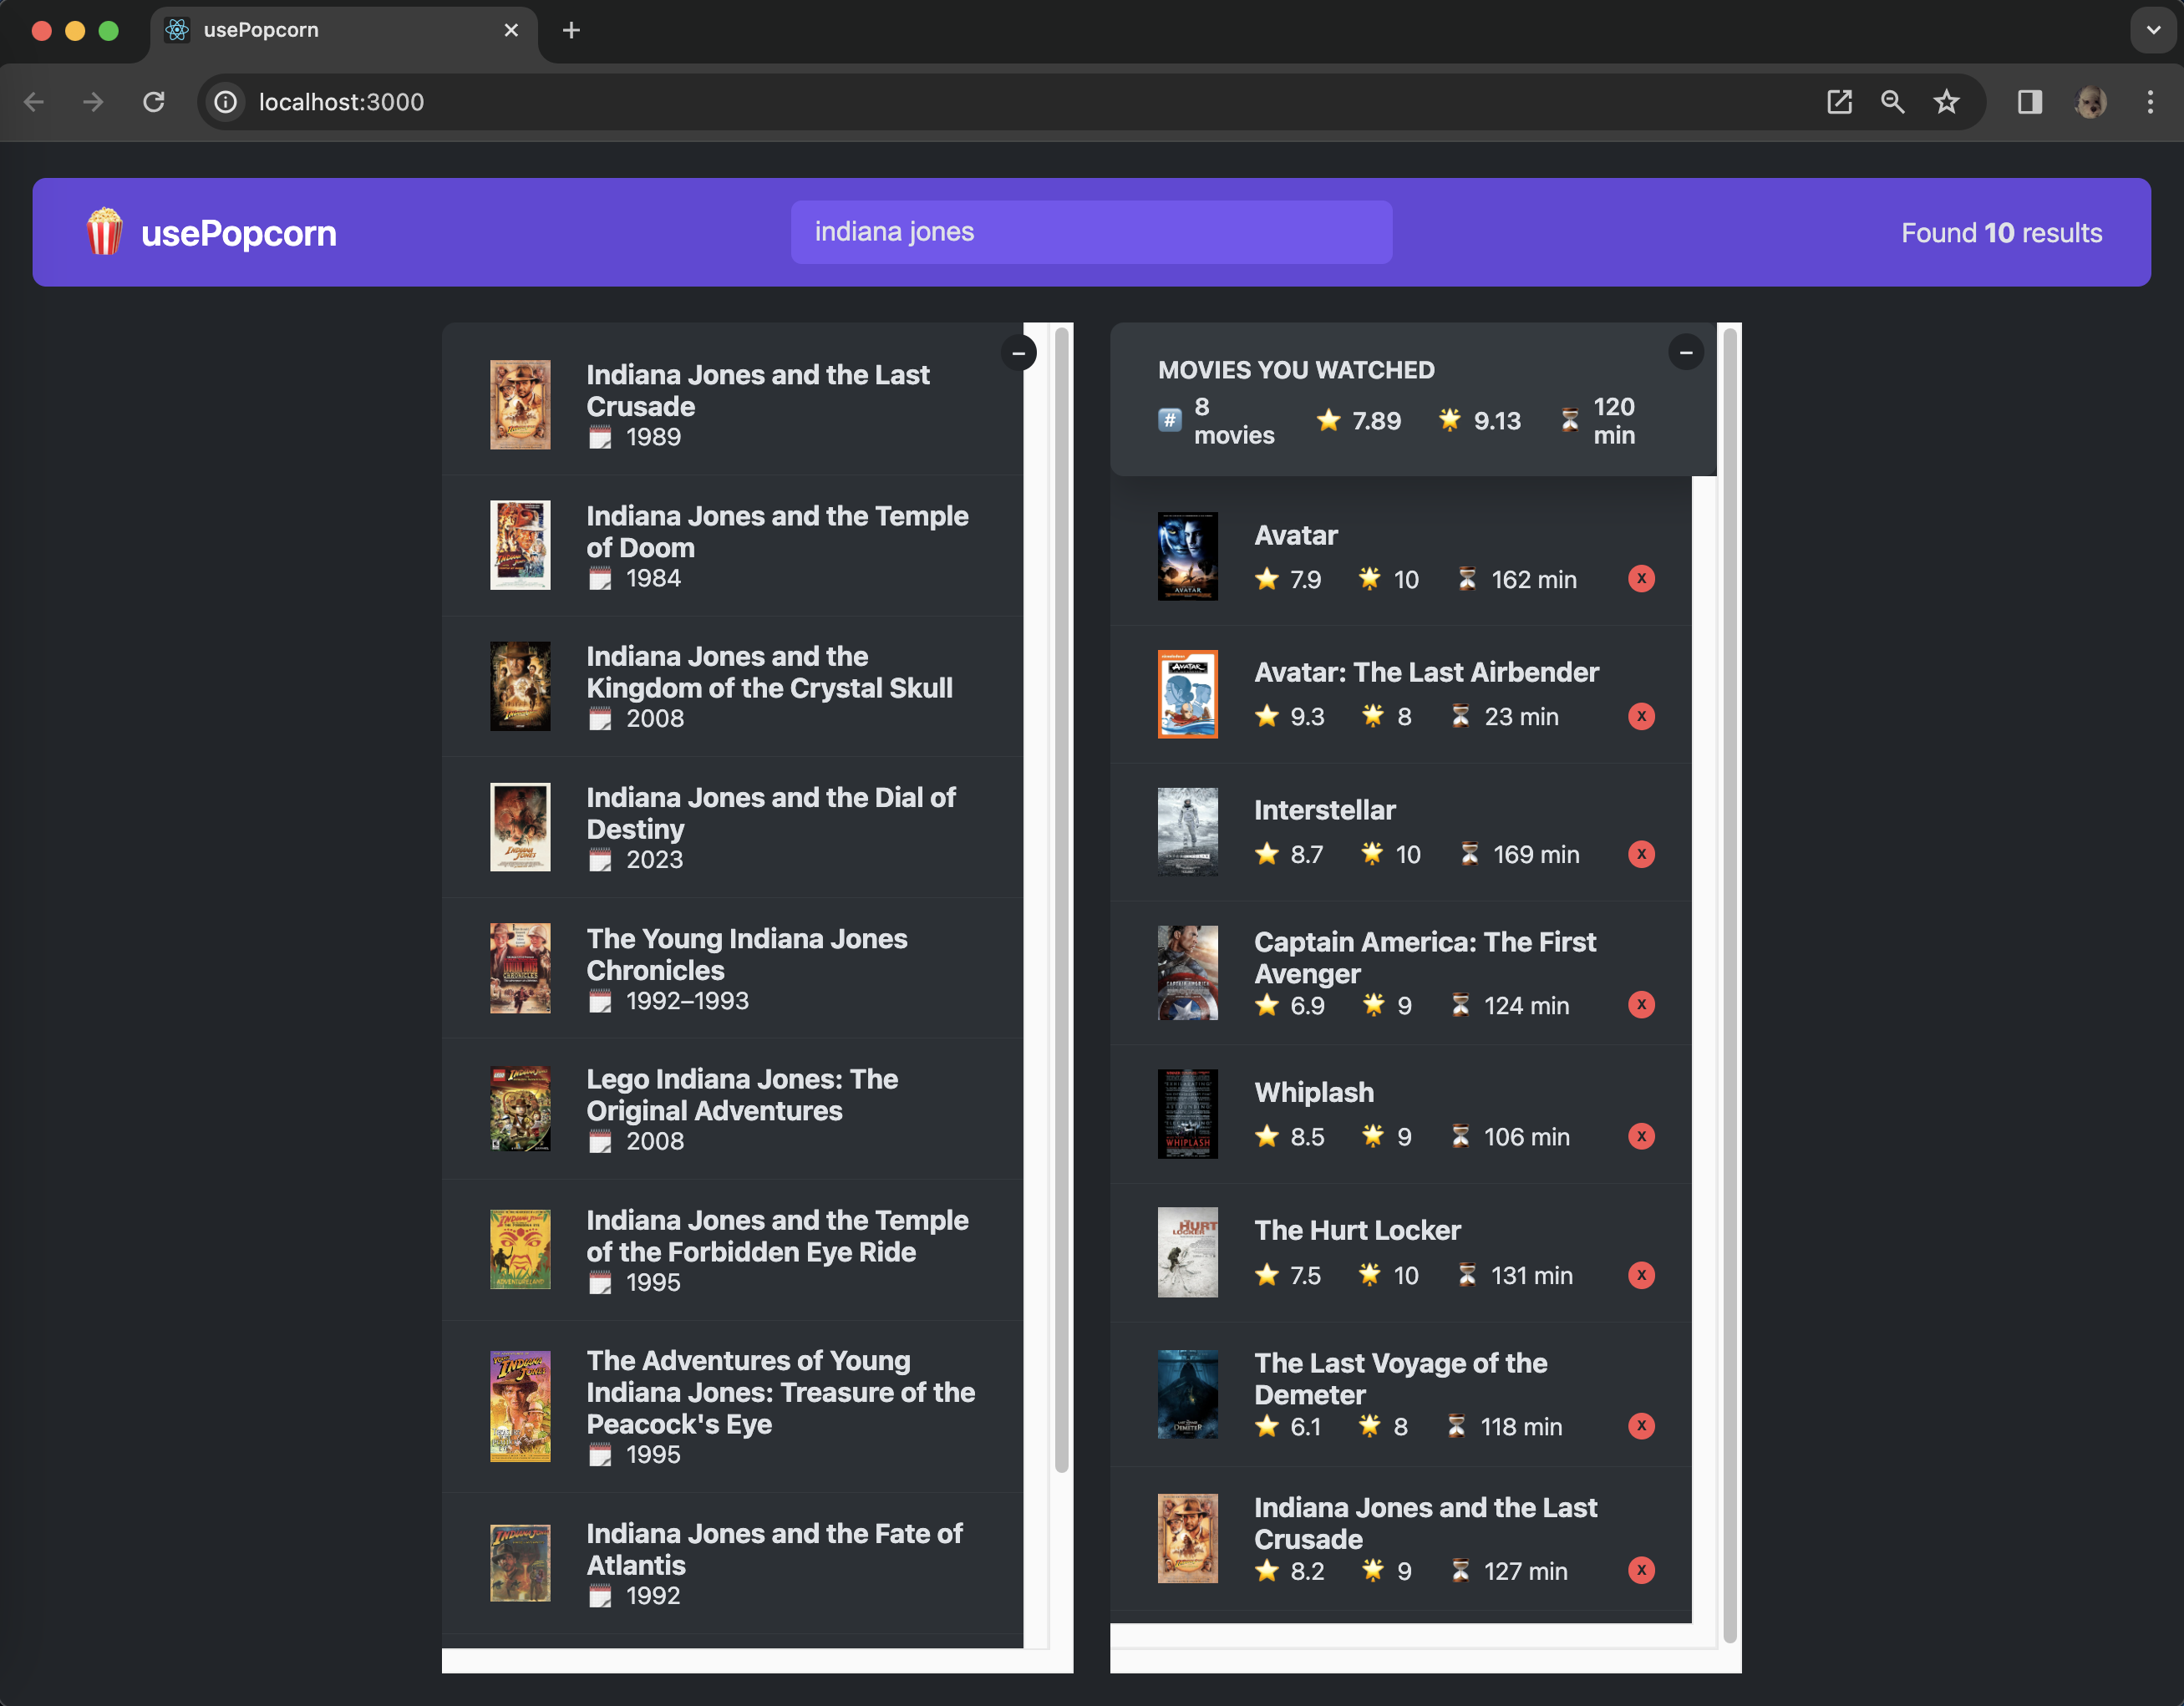 usePopcorn
localhost:3000
usePopcorn
indiana jones
Found 10 results
Indiana Jones and the Last
Crusade
1989
Indiana Jones and the Temple
of Doom
1984
Indiana Jones and the
Kingdom of the Crystal Skull
2008
Indiana Jones and the Dial of
Destiny
2023
The Young Indiana Jones
Chronicles
1992–1993
Lego Indiana Jones: The
Original Adventures
2008
Indiana Jones and the Temple
of the Forbidden Eye Ride
1995
The Adventures of Young
Indiana Jones: Treasure of the
Peacock's Eye
1995
Indiana Jones and the Fate of
Atlantis
1992
MOVIES YOU WATCHED
# 8 movies 7.89 9.13 120 min
Avatar
7.9 10 162 min x
Avatar: The Last Airbender
9.3 8 23 min x
Interstellar
8.7 10 169 min x
Captain America: The First
Avenger
6.9 9 124 min x
Whiplash
8.5 9 106 min x
The Hurt Locker
7.5 10 131 min x
The Last Voyage of the
Demeter
6.1 8 118 min x
Indiana Jones and the Last
Crusade
8.2 9 127 min x
AVATAR
WHIPLASH
HURT
LOCKER
DEMETER